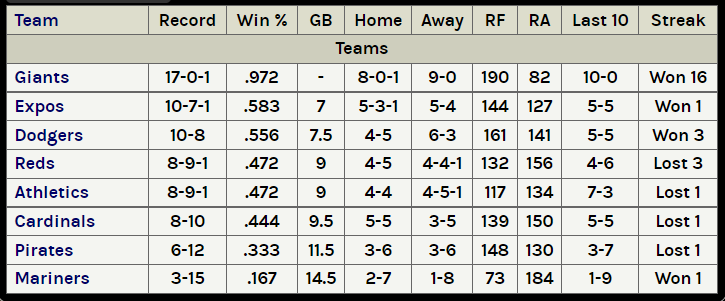 Team Record Win % GB Home Away RF RA Last 10 Streak
Teams
Giants 17-0-1 .972 - 8-0-1 9-0 190 82 10-0 Won 16
Expos 10-7-1 .583 7 5-3-1 5-4 144 127 5-5 Won 1
Dodgers 10-8 .556 7.5 4-5 6-3 161 141 5-5 Won 3
Reds 8-9-1 .472 9 4-5 4-4-1 132 156 4-6 Lost 3
Athletics 8-9-1 .472 9 4-4 4-5-1 117 134 7-3 Lost 1
Cardinals 8-10 .444 9.5 5-5 3-5 139 150 5-5 Lost 1
Pirates 6-12 .333 11.5 3-6 3-6 148 130 3-7 Lost 1
Mariners 3-15 .167 14.5 2-7 1-8 73 184 1-9 Won 1